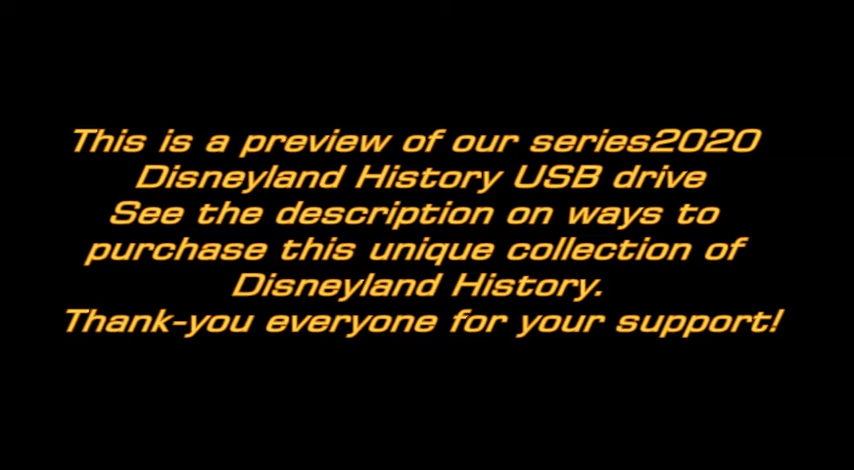 This is a preview of our series2020
Disneyland History USB drive
See the description on ways to
purchase this unique collection of
Disneyland History.
Thank-you everyone for your support!